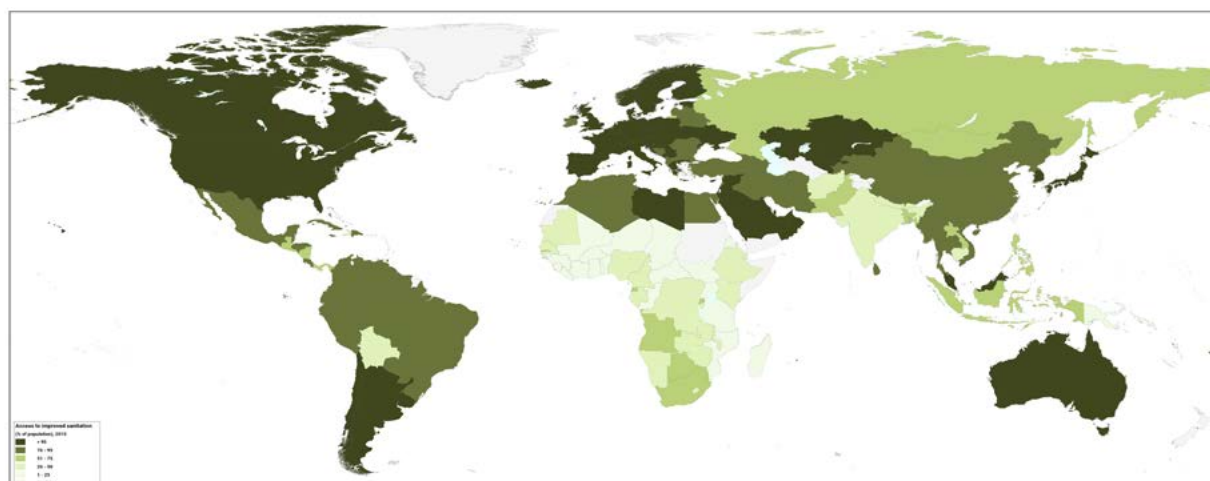 Access to improved sanitation
(% of population), 2015
> 95
76 - 95
51 - 75
26 - 50
1 - 25